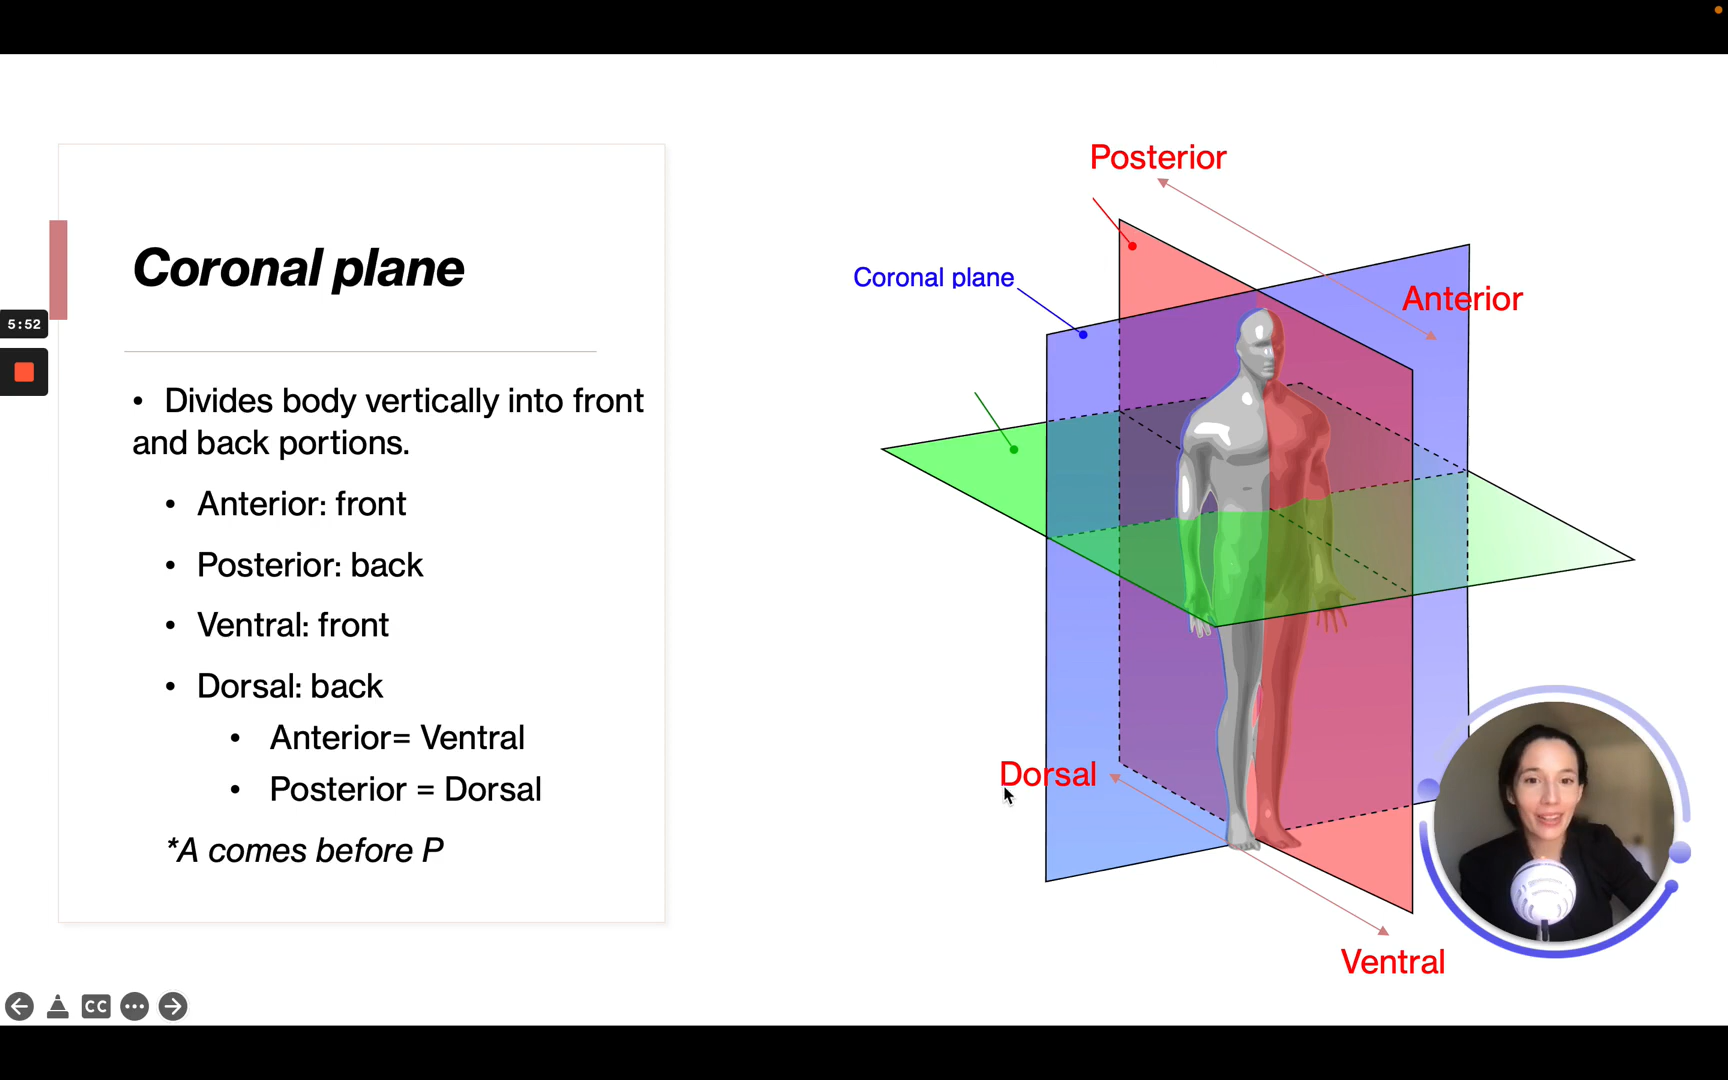 Posterior
Coronal plane
Anterior
Coronal plane
5:52
• Divides body vertically into front
and back portions.
• Anterior: front
• Posterior: back
• Ventral: front
• Dorsal: back
• Anterior= Ventral
• Posterior = Dorsal
*A comes before P
Dorsal
Ventral
CC